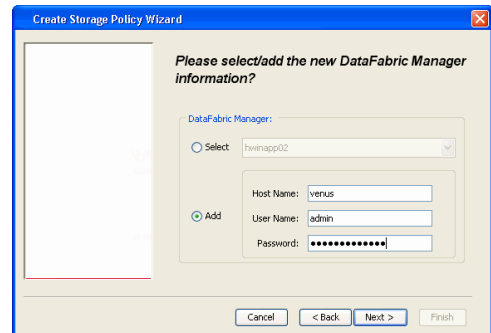 Create Storage Policy Wizard
Please select/add the new DataFabric Manager
information?
DataFabric Manager:
Select
hwinapp02
Host Name: venus
Add
User Name: admin
Password: ●●●●●●●●●●●●●
Cancel
< Back
Next >
Finish